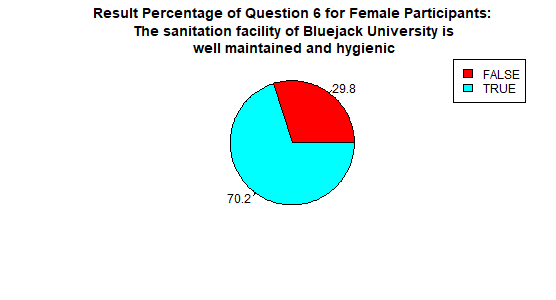 Result Percentage of Question 6 for Female Participants:
The sanitation facility of Bluejack University is
well maintained and hygienic
FALSE
TRUE
29.8
70.2